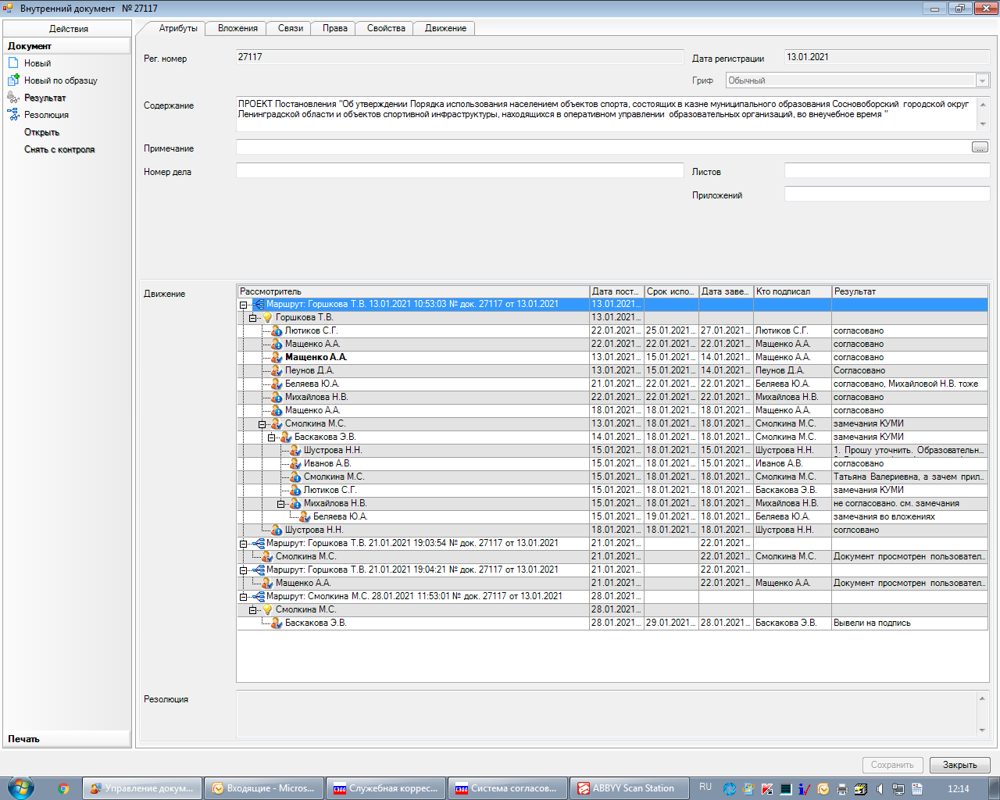 Внутренний документ № 27117
Действия
Документ
Новый
Новый по образцу
Результат
Резолюция
Открыть
Снять с контроля
Печать
Атрибуты Вложения Связи Права Свойства Движение
Рег. номер 27117 Дата регистрации 13.01.2021
Гриф Обычный
Содержание ПРОЕКТ Постановления "Об утверждении Порядка использования населением объектов спорта, состоящих в казне муниципального образования Сосновоборский городской округ
Ленинградской области и объектов спортивной инфраструктуры, находящихся в оперативном управлении образовательных организаций, во внеучебное время "
Примечание ...
Номер дела Листов
Приложений
Движение
Рассмотритель Дата пост... Срок испо... Дата заве... Кто подписал Результат
Маршрут: Горшкова Т.В. 13.01.2021 10:53:03 № док. 27117 от 13.01.2021 13.01.2021...
Горшкова Т.В. 13.01.2021...
Лютиков С.Г. 22.01.2021... 25.01.2021... 27.01.2021... Лютиков С.Г. согласовано
Мащенко А.А. 22.01.2021... 22.01.2021... 22.01.2021... Мащенко А.А. согласовано
Мащенко А.А. 13.01.2021... 15.01.2021... 14.01.2021... Мащенко А.А. согласовано
Пеунов Д.А. 13.01.2021... 15.01.2021... 14.01.2021... Пеунов Д.А. Согласовано
Беляева Ю.А. 21.01.2021... 22.01.2021... 22.01.2021... Беляева Ю.А. согласовано, Михайловой Н.В. тоже
Михайлова Н.В. 22.01.2021... 22.01.2021... 22.01.2021... Михайлова Н.В. согласовано
Мащенко А.А. 18.01.2021... 18.01.2021... 18.01.2021... Мащенко А.А. согласовано
Смолкина М.С. 13.01.2021... 18.01.2021... 18.01.2021... Смолкина М.С. замечания КУМИ
Баскакова Э.В. 14.01.2021... 18.01.2021... 18.01.2021... Смолкина М.С. замечания КУМИ
Шустрова Н.Н. 15.01.2021... 18.01.2021... 15.01.2021... Шустрова Н.Н. 1. Прошу уточнить. Образовательн...
Иванов А.В. 15.01.2021... 18.01.2021... 18.01.2021... Иванов А.В. согласовано
Смолкина М.С. 15.01.2021... 18.01.2021... 18.01.2021... Смолкина М.С. Татьяна Валериевна, а зачем прил...
Лютиков С.Г. 15.01.2021... 18.01.2021... 18.01.2021... Баскакова Э.В. замечания КУМИ
Михайлова Н.В. 15.01.2021... 18.01.2021... 18.01.2021... Михайлова Н.В. не согласовано. см. замечания
Беляева Ю.А. 15.01.2021... 19.01.2021... 18.01.2021... Беляева Ю.А. замечания во вложениях
Шустрова Н.Н. 18.01.2021... 18.01.2021... 18.01.2021... Шустрова Н.Н. соглсовано
Маршрут: Горшкова Т.В. 21.01.2021 19:03:54 № док. 27117 от 13.01.2021 21.01.2021... 22.01.2021...
Смолкина М.С. 21.01.2021... 22.01.2021... Смолкина М.С. Документ просмотрен пользовател...
Маршрут: Горшкова Т.В. 21.01.2021 19:04:21 № док. 27117 от 13.01.2021 21.01.2021... 22.01.2021...
Мащенко А.А. 21.01.2021... 22.01.2021... Мащенко А.А. Документ просмотрен пользовател...
Маршрут: Смолкина М.С. 28.01.2021 11:53:01 № док. 27117 от 13.01.2021 28.01.2021...
Смолкина М.С. 28.01.2021...
Баскакова Э.В. 28.01.2021... 29.01.2021... 28.01.2021... Баскакова Э.В. Вывели на подпись
Резолюция
Сохранить Закрыть
Управление докум... Входящие - Micros... Служебная коррес... Система согласов... ABBYY Scan Station RU 12:14